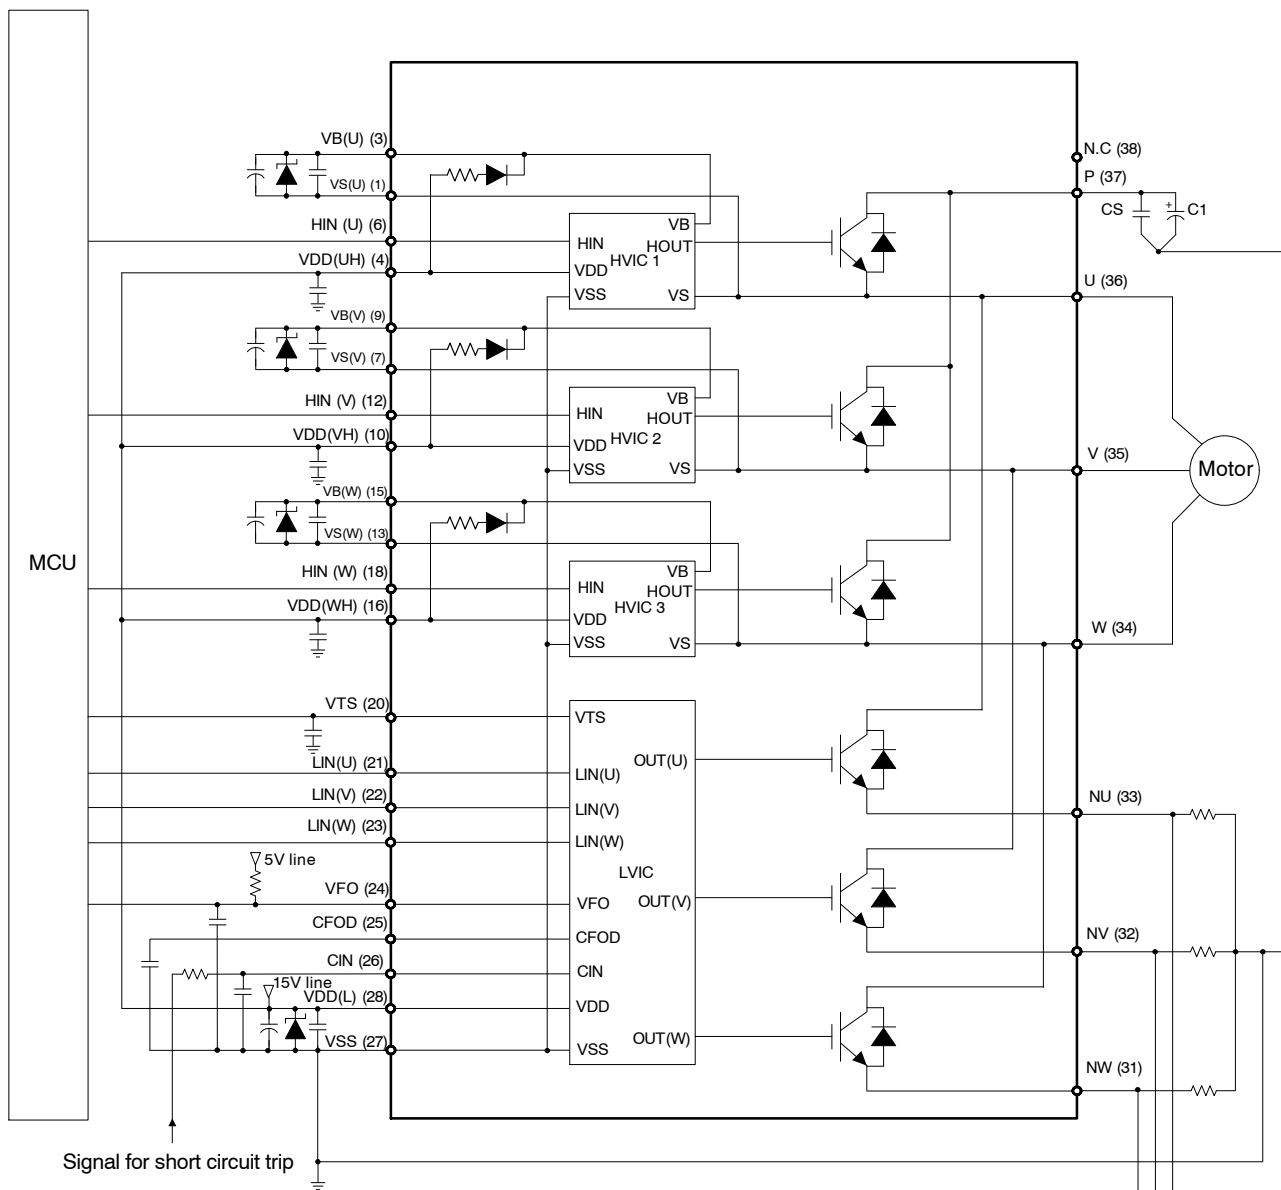 MCU
VB(U) (3)
VS(U) (1)
HIN (U) (6)
VDD(UH) (4)
VB(V) (9)
VS(V) (7)
HIN (V) (12)
VDD(VH) (10)
VB(W) (15)
VS(W) (13)
HIN (W) (18)
VDD(WH) (16)
VTS (20)
LIN(U) (21)
LIN(V) (22)
LIN(W) (23)
5V line
VFO (24)
CFOD (25)
CIN (26)
15V line
VDD(L) (28)
VSS (27)
Signal for short circuit trip
VB
HIN
HOUT
HVIC 1
VDD
VSS
VS
VB
HIN
HOUT
HVIC 2
VDD
VSS
VS
VB
HIN
HOUT
HVIC 3
VDD
VSS
VS
VTS
OUT(U)
LIN(U)
LIN(V)
LIN(W)
LVIC
VFO
OUT(V)
CFOD
CIN
VDD
OUT(W)
VSS
N.C (38)
P (37)
CS
+
C1
U (36)
V (35)
Motor
W (34)
NU (33)
NV (32)
NW (31)